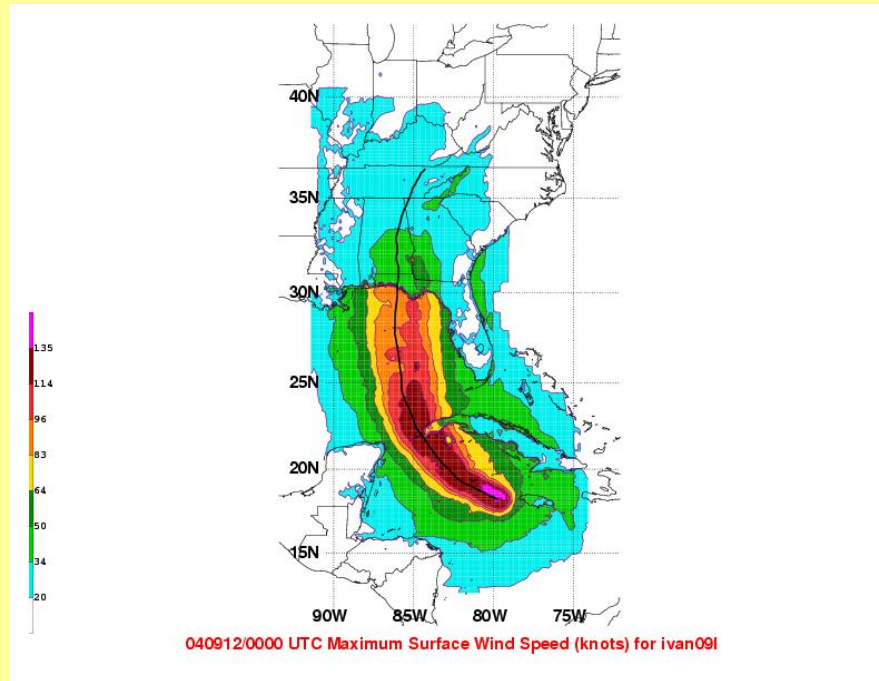 40N
35N
30N
25N
20N
15N
135
114
96
83
64
50
34
20
90W 85W 80W 75W
040912/0000 UTC Maximum Surface Wind Speed (knots) for ivan09l